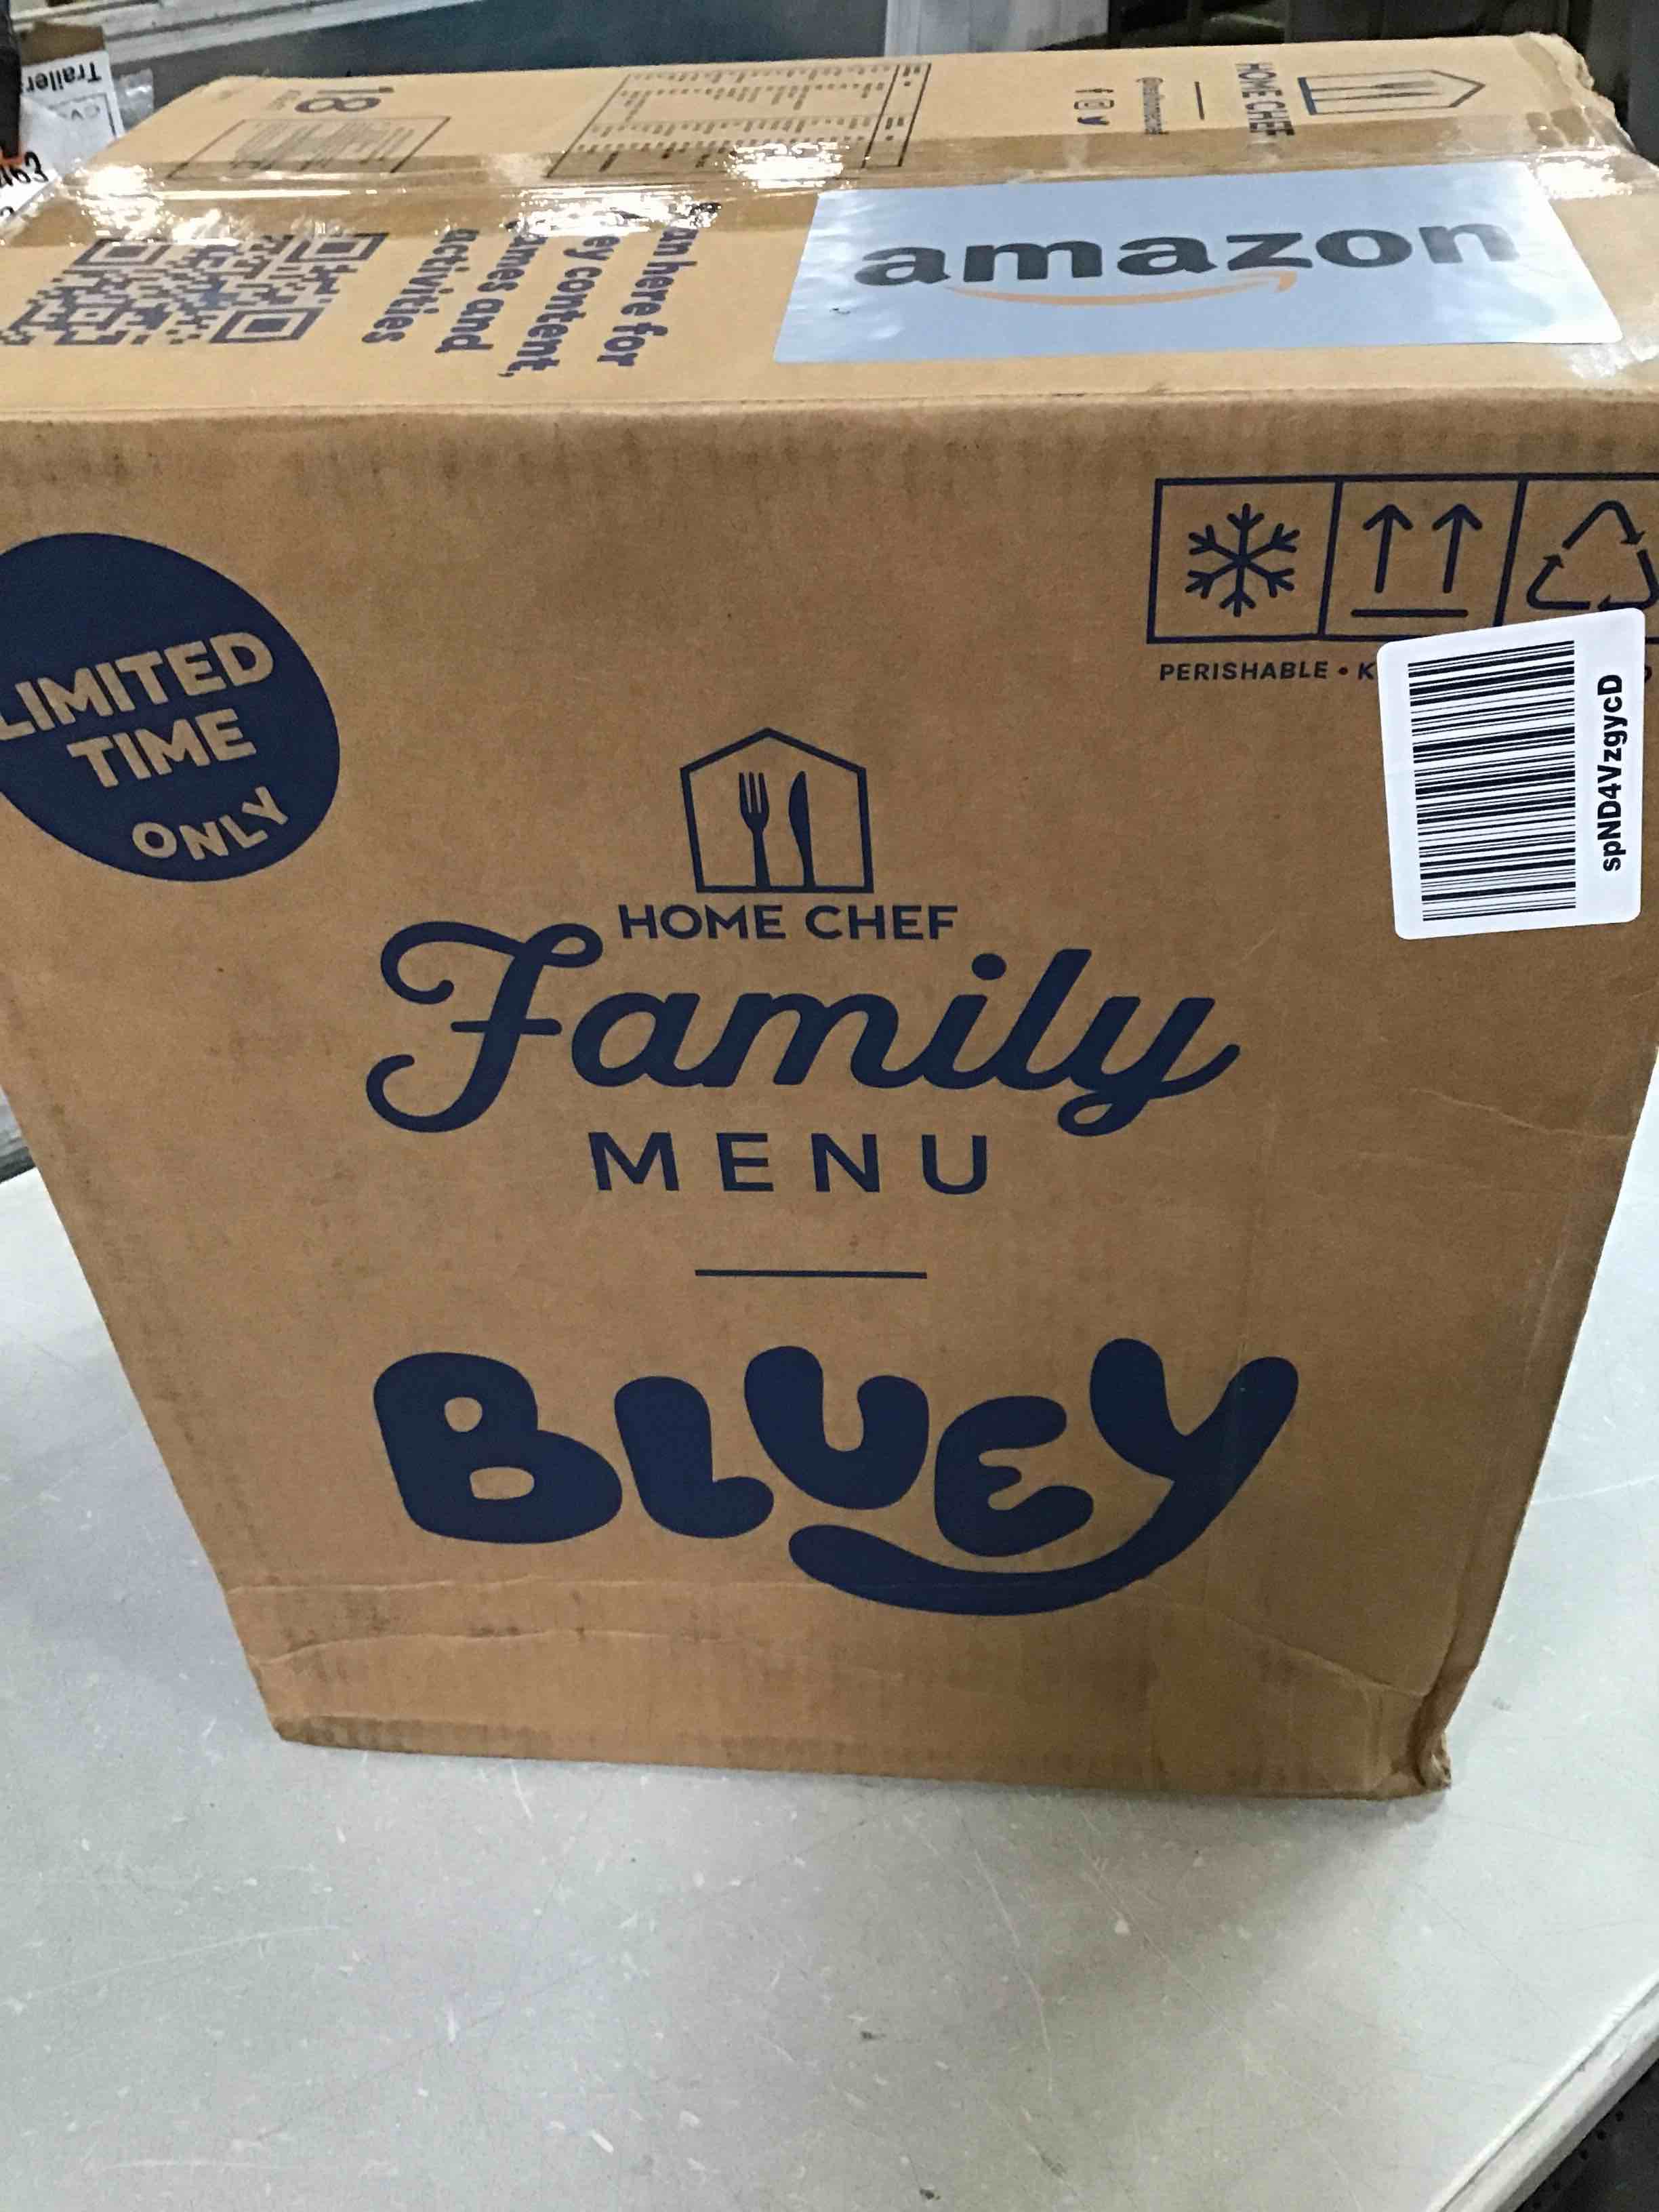 Trailer
HOME CHEF
18
an here for
ey content,
ames and
activities
amazon
LIMITED
TIME
ONLY
PERISHABLE • K
spND4VzgycD
HOME CHEF
Family
MENU
BLUEY